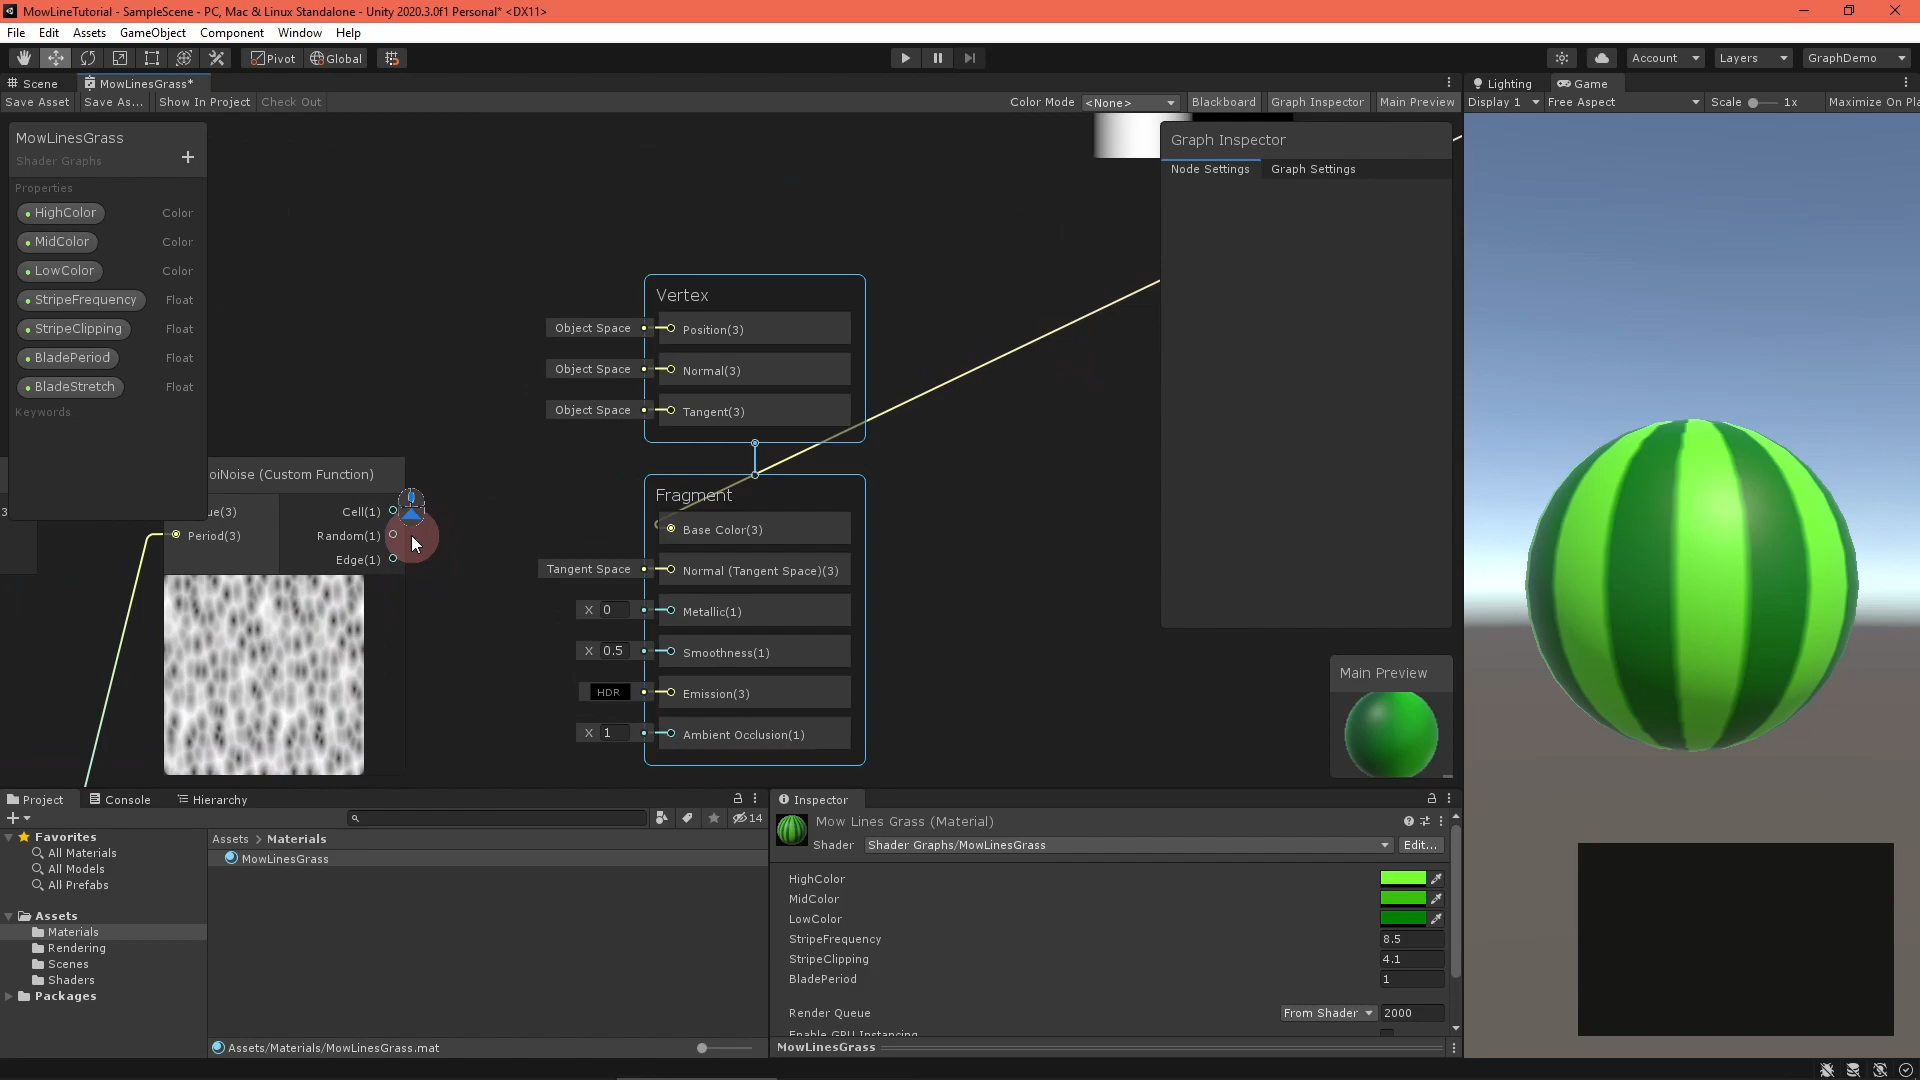 MowLineTutorial - SampleScene - PC, Mac & Linux Standalone - Unity 2020.3.0f1 Personal* <DX11>
File Edit Assets GameObject Component Window Help
Pivot Global Account Layers GraphDemo
Scene MowLinesGrass* Lighting Game
Save Asset Save As... Show In Project Check Out Color Mode <None> Blackboard Graph Inspector Main Preview Display 1 Free Aspect Scale 1x Maximize On Pla
MowLinesGrass
Shader Graphs
Properties
HighColor Color
MidColor Color
LowColor Color
StripeFrequency Float
StripeClipping Float
BladePeriod Float
BladeStretch Float
Keywords
oiNoise (Custom Function)
3 ue(3) Cell(1)
Period(3) Random(1)
Edge(1)
Vertex
Object Space Position(3)
Object Space Normal(3)
Object Space Tangent(3)
Fragment
Base Color(3)
Tangent Space Normal (Tangent Space)(3)
X 0 Metallic(1)
X 0.5 Smoothness(1)
HDR Emission(3)
X 1 Ambient Occlusion(1)
Graph Inspector
Node Settings Graph Settings
Main Preview
Project Console Hierarchy
14
Favorites
All Materials
All Models
All Prefabs
Assets
Materials
Rendering
Scenes
Shaders
Packages
Assets > Materials
MowLinesGrass
Assets/Materials/MowLinesGrass.mat
Inspector
Mow Lines Grass (Material)
Shader Shader Graphs/MowLinesGrass Edit...
HighColor
MidColor
LowColor
StripeFrequency 8.5
StripeClipping 4.1
BladePeriod 1
Render Queue From Shader 2000
Enable GPU Instancing
MowLinesGrass